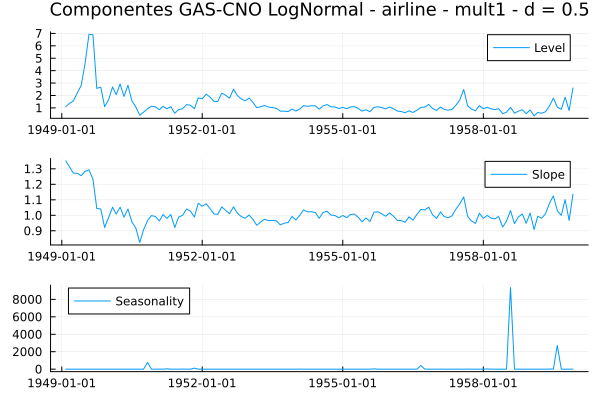 Componentes GAS-CNO LogNormal - airline - mult1 - d = 0.5
7
6
5
4
3
2
1
Level
1949-01-01 1952-01-01 1955-01-01 1958-01-01
1.3
1.2
1.1
1.0
0.9
Slope
1949-01-01 1952-01-01 1955-01-01 1958-01-01
8000
6000
4000
2000
0
Seasonality
1949-01-01 1952-01-01 1955-01-01 1958-01-01